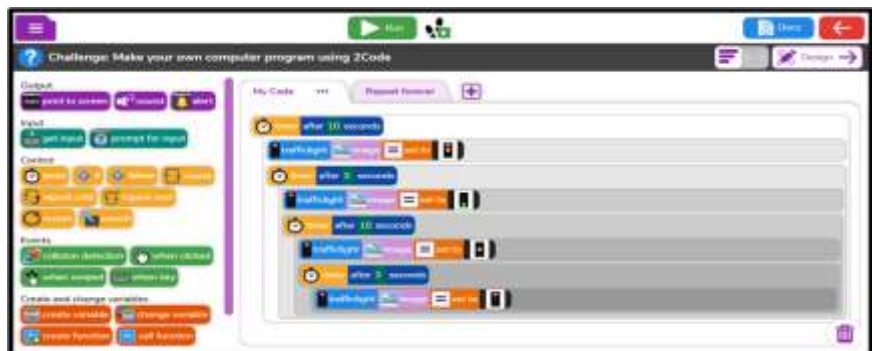 Run
Docs
Challenge: Make your own computer program using 2Code
Design
Output
print to screen sound alert
Input
get input prompt for input
Control
timer if repeat
repeat until
Events
collision detection when clicked
when swiped when key
Create and change variables
create variable change variable
create function call function
My Code ... Repeat forever
timer after 10 seconds
trafficlight image = set to
timer after 3 seconds
trafficlight image = set to
timer after 10 seconds
trafficlight image = set to
timer after 3 seconds
trafficlight image = set to